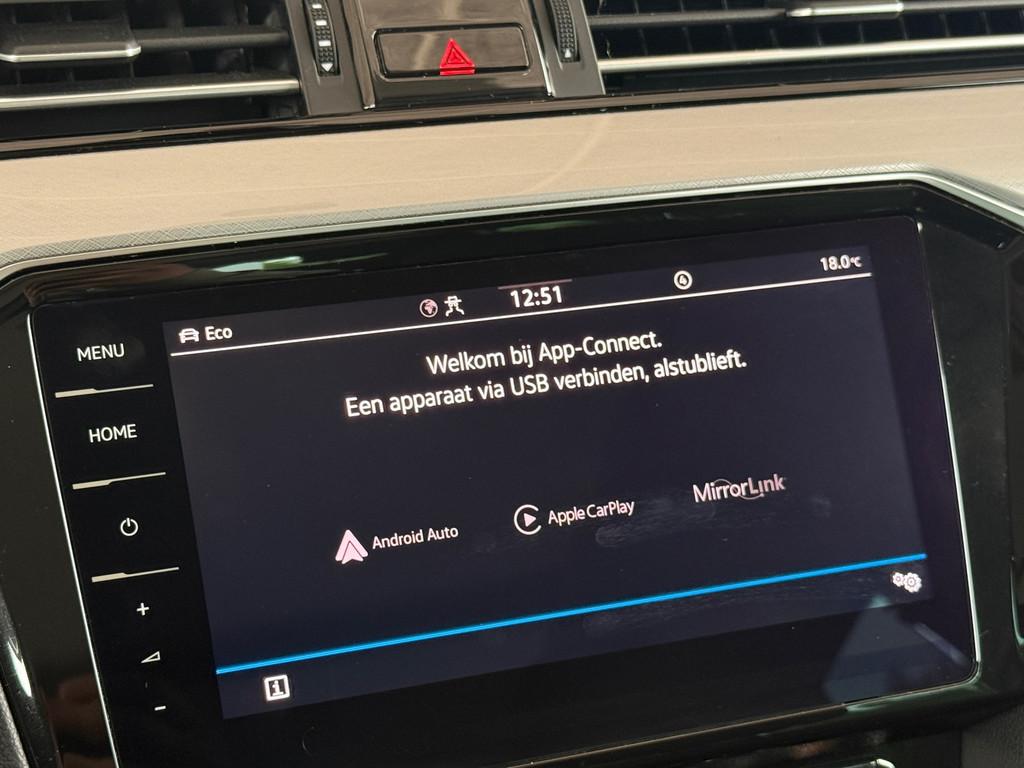 Eco
12:51
4
18.0°C
MENU
HOME
Welkom bij App-Connect.
Een apparaat via USB verbinden, alstublieft.
Android Auto
Apple CarPlay
MirrorLink
+
-
i